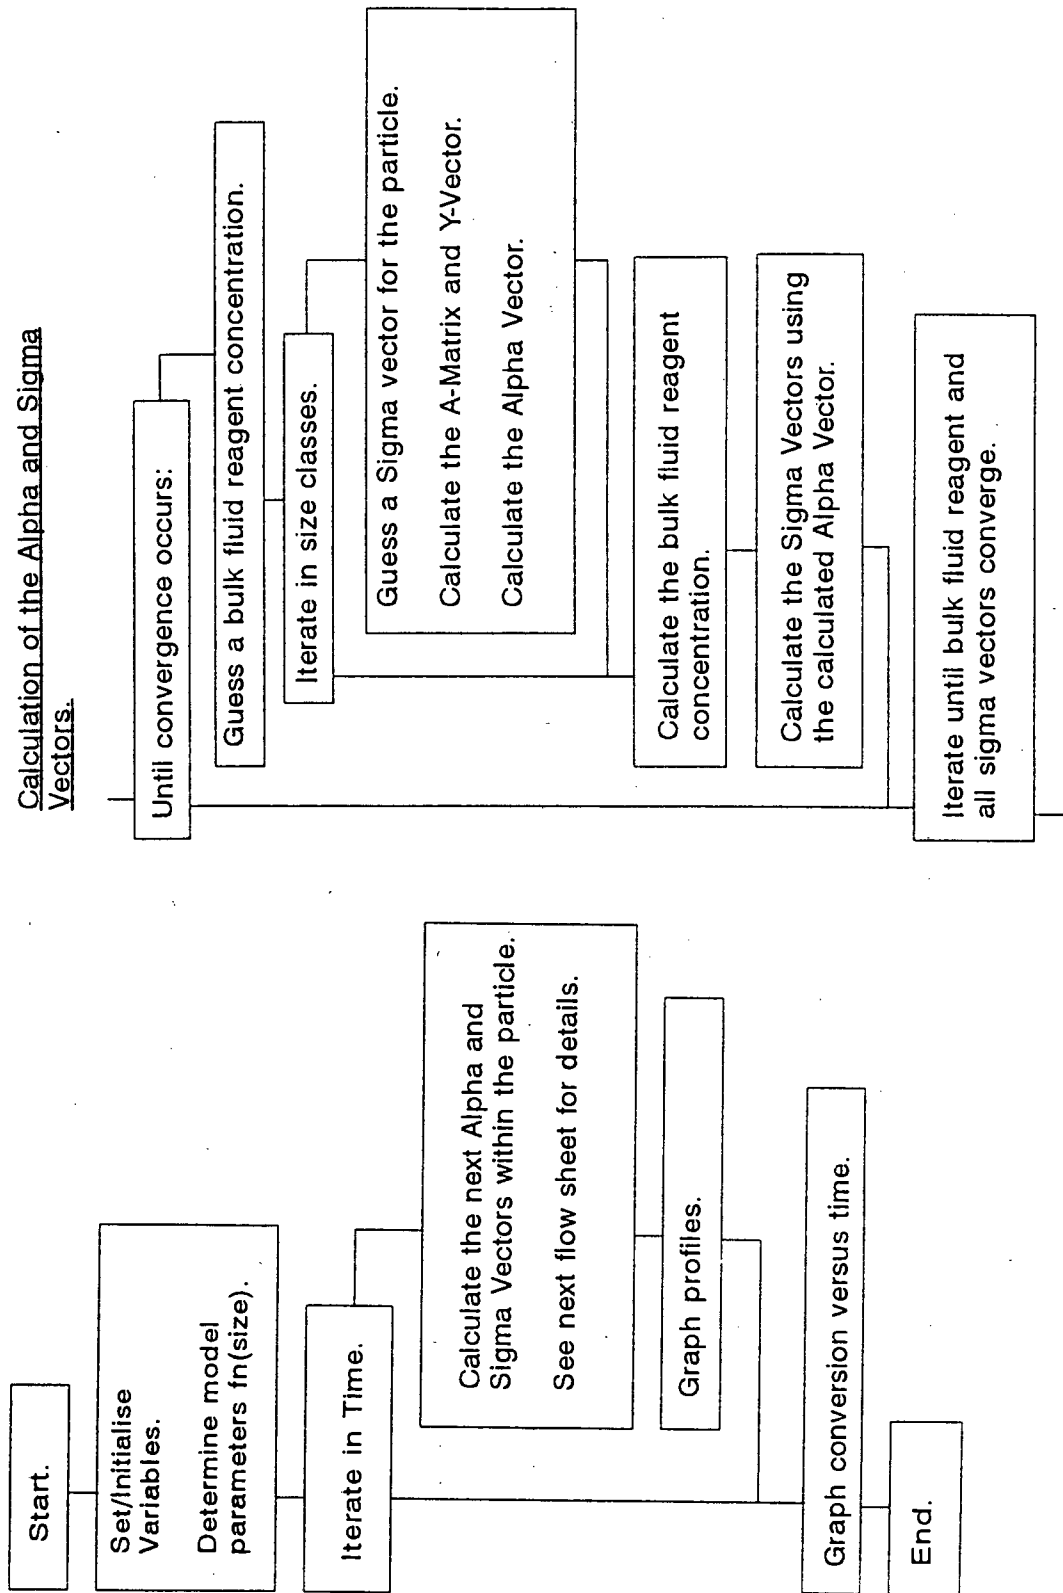 Start.
Set/Initialise
Variables.
Determine model
parameters fn(size).
Iterate in Time.
Calculate the next Alpha and
Sigma Vectors within the particle.
See next flow sheet for details.
Graph profiles.
Graph conversion versus time.
End.
Calculation of the Alpha and Sigma
Vectors.
Until convergence occurs:
Guess a bulk fluid reagent concentration.
Iterate in size classes.
Guess a Sigma vector for the particle.
Calculate the A-Matrix and Y-Vector.
Calculate the Alpha Vector.
Calculate the bulk fluid reagent
concentration.
Calculate the Sigma Vectors using
the calculated Alpha Vector.
Iterate until bulk fluid reagent and
all sigma vectors converge.